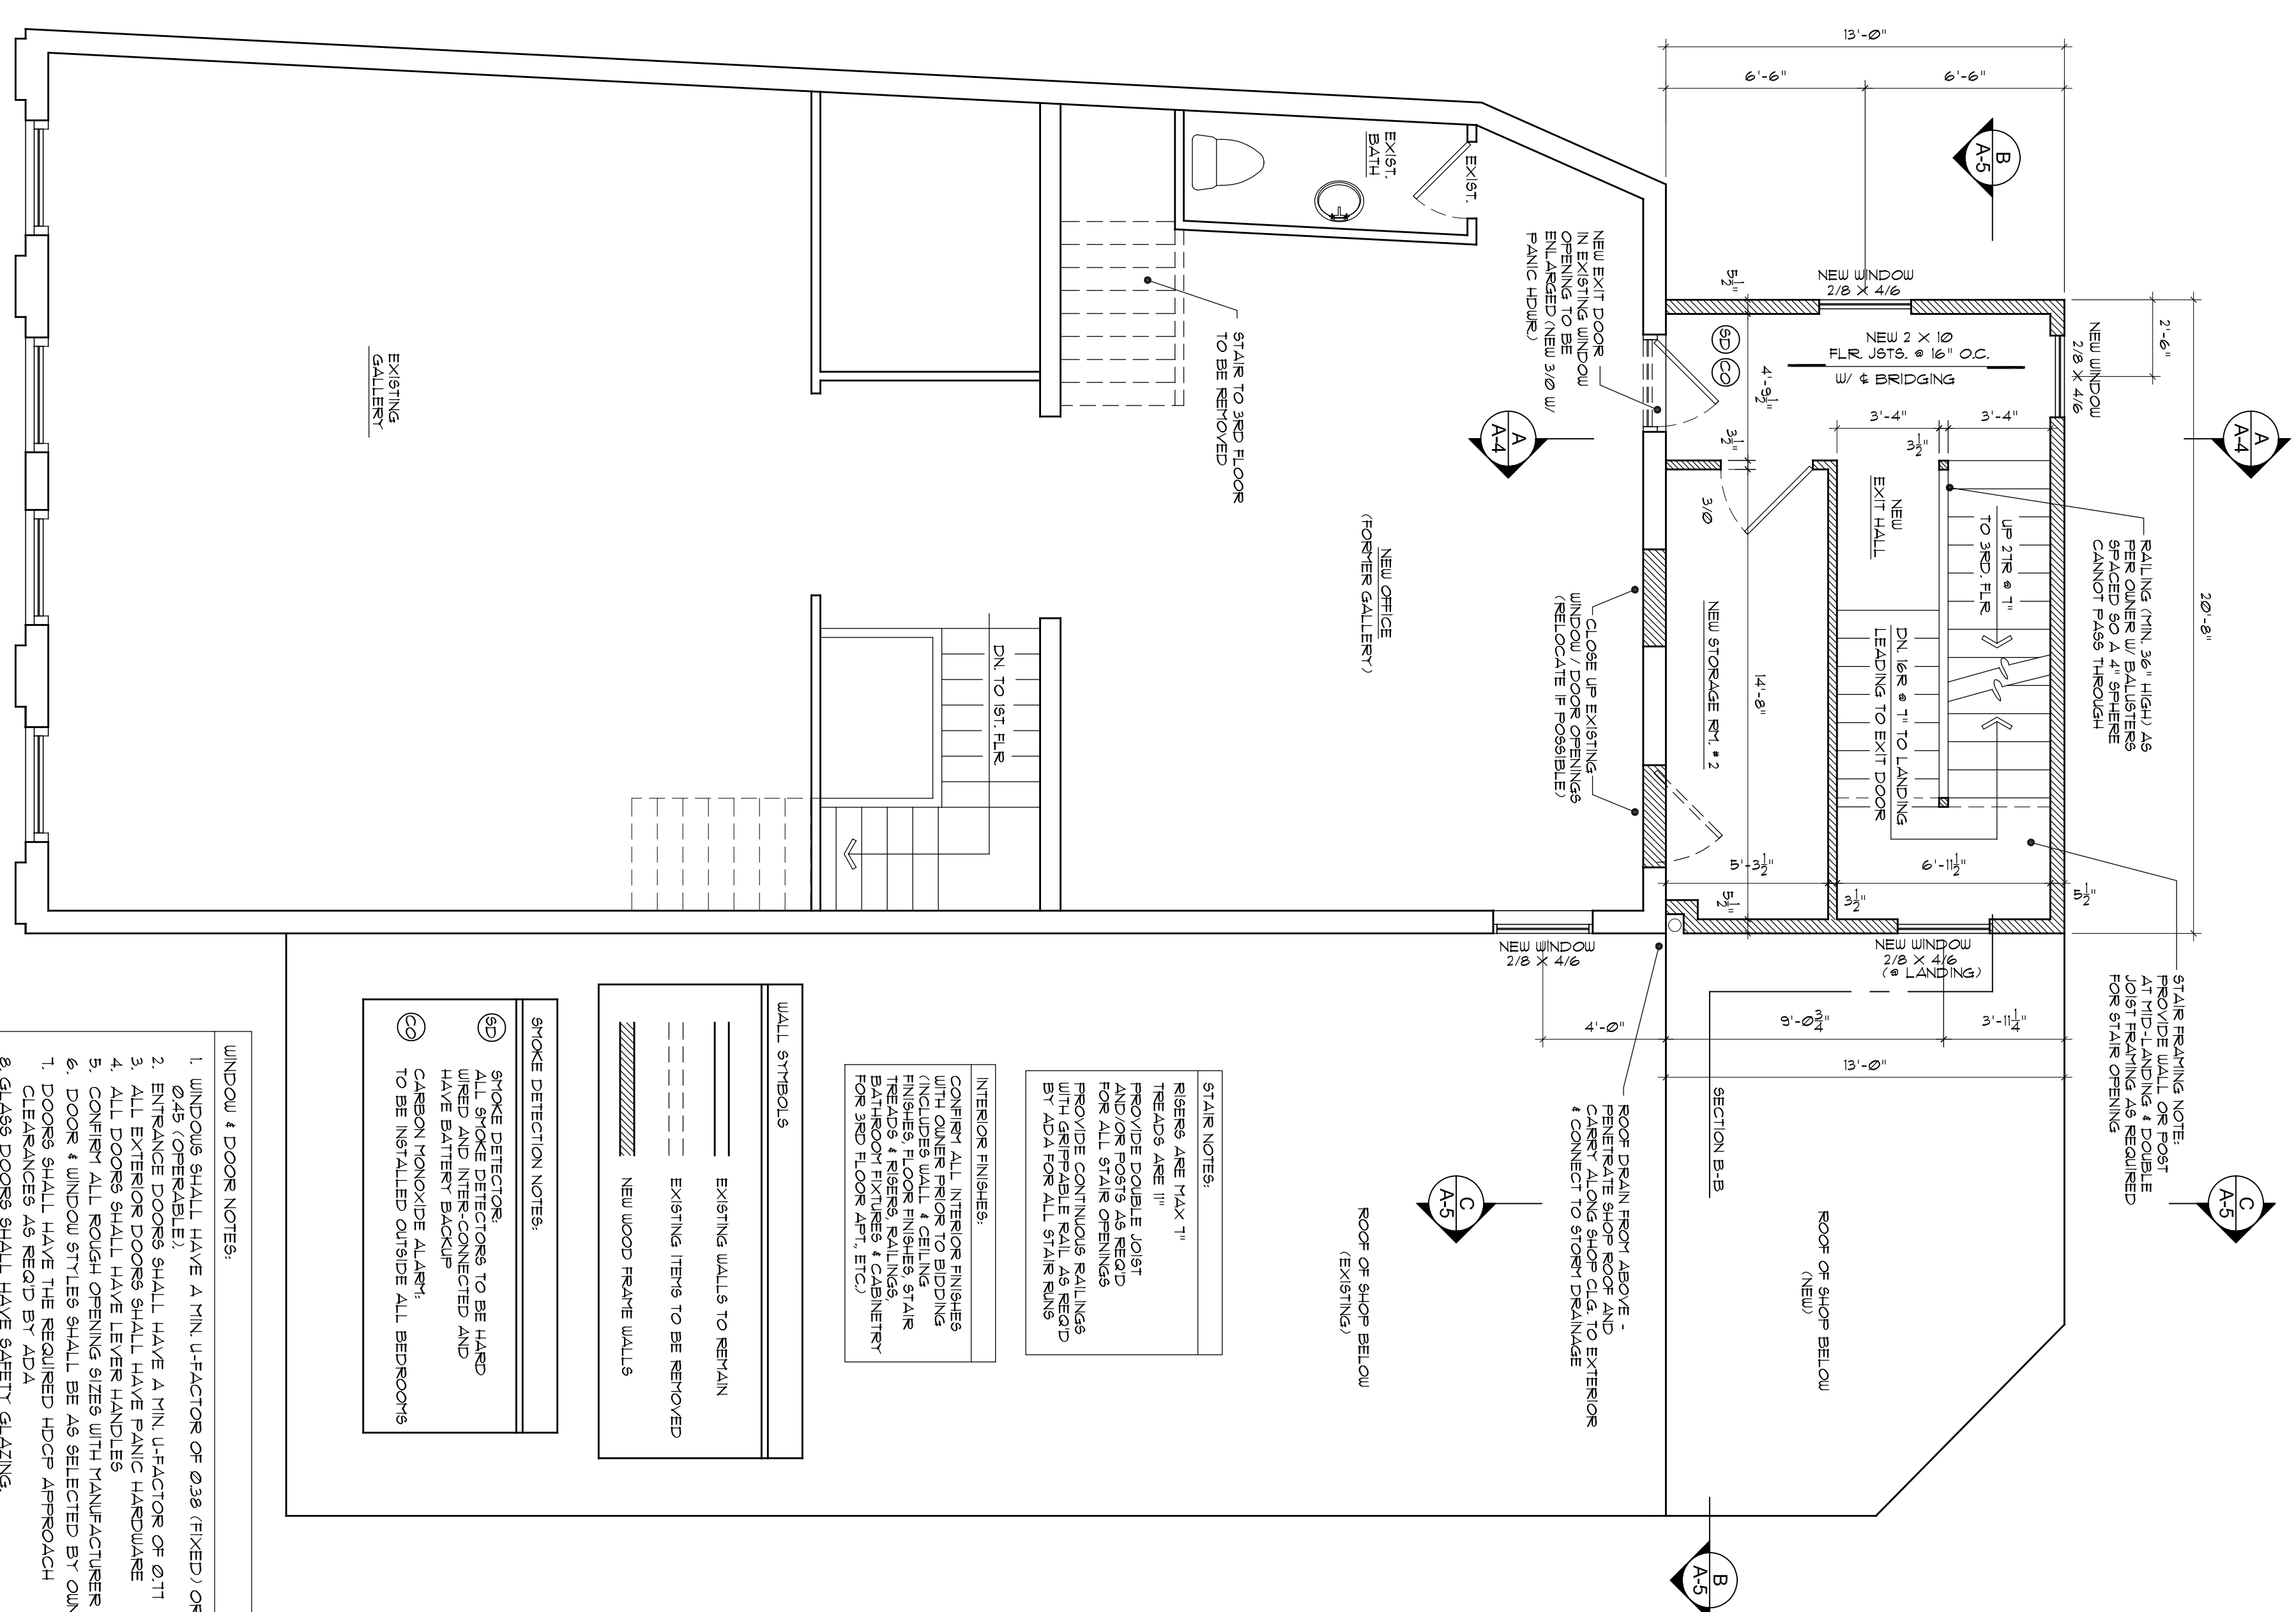 13'-0"
6'-6"
6'-6"
B
A-5
NEW WINDOW
2/8 X 4/6
NEW WINDOW
2/8 X 4/6
2'-6"
20'-8"
A
A-4
A
A-4
5 1/2"
SD
CO
NEW 2 X 10
FLR. JSTS. @ 16" O.C.
W/ ₵ BRIDGING
4'-9 1/2"
3 1/2"
3'-4"
3'-4"
3 1/2"
EXIST.
BATH
EXIST.
NEW EXIT DOOR
IN EXISTING WINDOW
OPENING TO BE
ENLARGED (NEW 3/0 W/
PANIC HDWR.)
STAIR TO 3RD FLOOR
TO BE REMOVED
EXISTING
GALLERY
NEW OFFICE
(FORMER GALLERY)
NEW
EXIT HALL
UP 27R @ 7"
TO 3RD. FLR.
DN. 16R @ 7" TO LANDING
LEADING TO EXIT DOOR
RAILING (MIN. 36" HIGH) AS
PER OWNER W/ BALUSTERS
SPACED SO A 4" SPHERE
CANNOT PASS THROUGH
3/0
NEW STORAGE RM. # 2
14'-8"
CLOSE UP EXISTING
WINDOW / DOOR OPENINGS
(RELOCATE IF POSSIBLE)
DN. TO 1ST. FLR.
5'-3 1/2"
6'-11 1/2"
5 1/2"
3 1/2"
5 1/2"
NEW WINDOW
2/8 X 4/6
NEW WINDOW
2/8 X 4/6
(@ LANDING)
STAIR FRAMING NOTE:
PROVIDE WALL OR POST
AT MID-LANDING & DOUBLE
JOIST FRAMING AS REQUIRED
FOR STAIR OPENING
4'-0"
9'-0 3/4"
3'-11 1/4"
13'-0"
SECTION B-B
ROOF DRAIN FROM ABOVE -
PENETRATE SHOP ROOF AND
CARRY ALONG SHOP CLG. TO EXTERIOR
& CONNECT TO STORM DRAINAGE
C
A-5
C
A-5
ROOF OF SHOP BELOW
(NEW)
ROOF OF SHOP BELOW
(EXISTING)
B
A-5
STAIR NOTES:
RISERS ARE MAX 7"
TREADS ARE 11"
PROVIDE DOUBLE JOIST
AND/OR POSTS AS REQ'D
FOR ALL STAIR OPENINGS
PROVIDE CONTINUOUS RAILINGS
WITH GRIPPABLE RAIL AS REQ'D
BY ADA FOR ALL STAIR RUNS
INTERIOR FINISHES:
CONFIRM ALL INTERIOR FINISHES
WITH OWNER PRIOR TO BIDDING
(INCLUDES WALL & CEILING
FINISHES, FLOOR FINISHES, STAIR
TREADS & RISERS, RAILINGS,
BATHROOM FIXTURES & CABINETRY
FOR 3RD FLOOR APT., ETC.)
WALL SYMBOLS
EXISTING WALLS TO REMAIN
EXISTING ITEMS TO BE REMOVED
NEW WOOD FRAME WALLS
SMOKE DETECTION NOTES:
SD
SMOKE DETECTOR:
ALL SMOKE DETECTORS TO BE HARD
WIRED AND INTER-CONNECTED AND
HAVE BATTERY BACKUP
CO
CARBON MONOXIDE ALARM:
TO BE INSTALLED OUTSIDE ALL BEDROOMS
WINDOW & DOOR NOTES:
1. WINDOWS SHALL HAVE A MIN. U-FACTOR OF 0.38 (FIXED) OR
0.45 (OPERABLE).
2. ENTRANCE DOORS SHALL HAVE A MIN. U-FACTOR OF 0.77
3. ALL EXTERIOR DOORS SHALL HAVE PANIC HARDWARE
4. ALL DOORS SHALL HAVE LEVER HANDLES
5. CONFIRM ALL ROUGH OPENING SIZES WITH MANUFACTURER
6. DOOR & WINDOW STYLES SHALL BE AS SELECTED BY
7. DOORS SHALL HAVE THE REQUIRED HDCP APPROACH
CLEARANCES AS REQ'D BY ADA
8. GLASS DOORS SHALL HAVE SAFETY GLAZING.